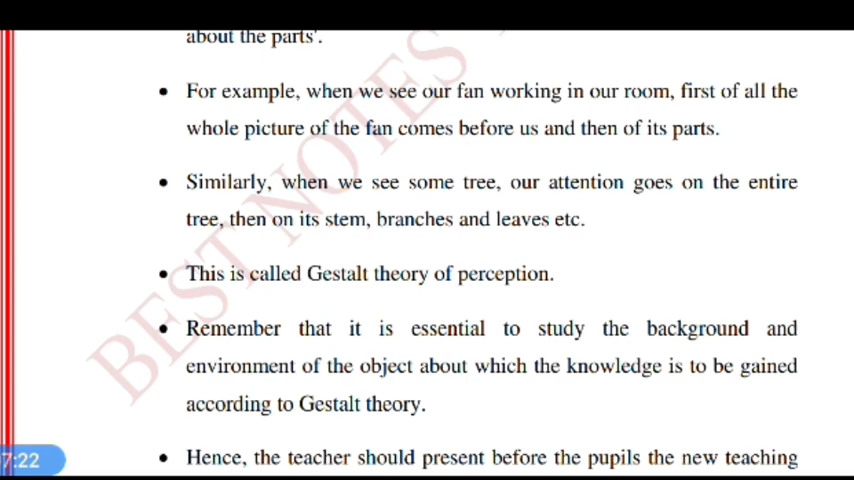 about the parts'.
• For example, when we see our fan working in our room, first of all the
whole picture of the fan comes before us and then of its parts.
• Similarly, when we see some tree, our attention goes on the entire
tree, then on its stem, branches and leaves etc.
• This is called Gestalt theory of perception.
• Remember that it is essential to study the background and
environment of the object about which the knowledge is to be gained
according to Gestalt theory.
• Hence, the teacher should present before the pupils the new teaching
BEST NOTES
7:22